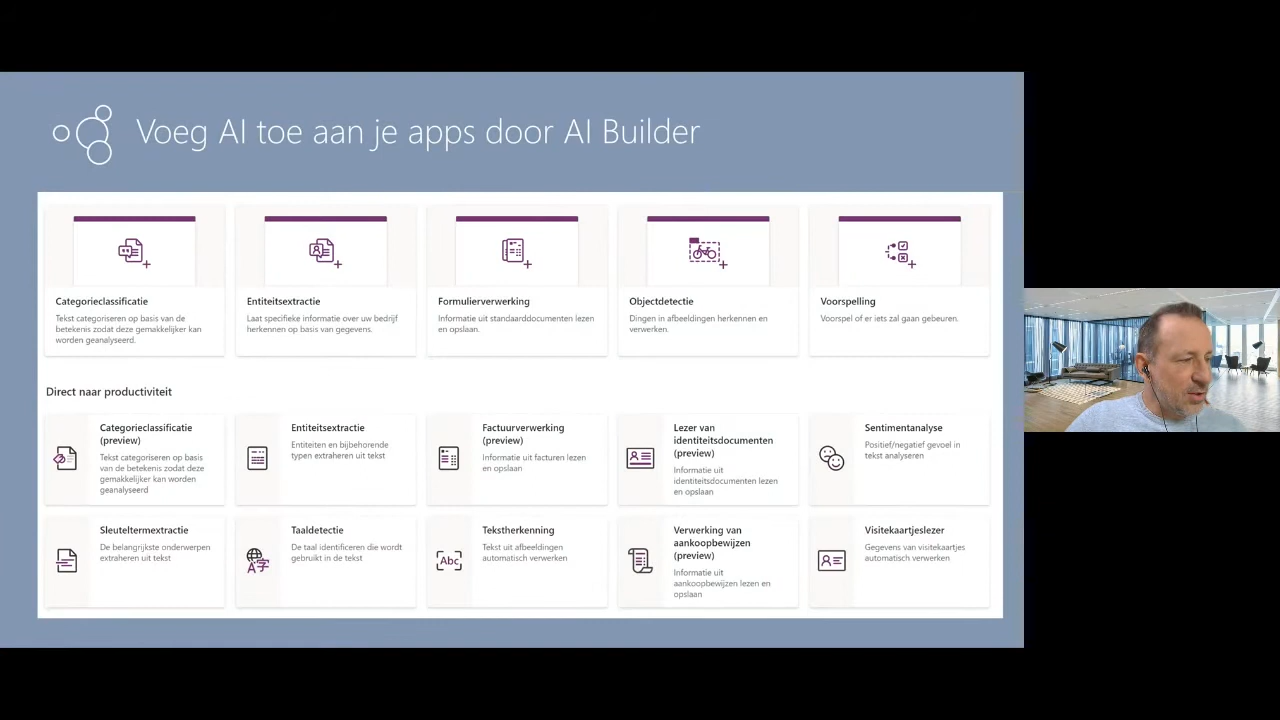 Voeg AI toe aan je apps door AI Builder
Categorieclassificatie
Tekst categoriseren op basis van de
betekenis zodat deze gemakkelijker kan
worden geanalyseerd.
Entiteitsextractie
Laat specifieke informatie over uw bedrijf
herkennen op basis van gegevens.
Formulierverwerking
Informatie uit standaarddocumenten lezen
en opslaan.
Objectdetectie
Dingen in afbeeldingen herkennen en
verwerken.
Voorspelling
Voorspel of er iets zal gaan gebeuren.
Direct naar productiviteit
Categorieclassificatie
(preview)
Tekst categoriseren op basis
van de betekenis zodat deze
gemakkelijker kan worden
geanalyseerd
Entiteitsextractie
Entiteiten en bijbehorende
typen extraheren uit tekst
Factuurverwerking
(preview)
Informatie uit facturen lezen
en opslaan
Lezer van
identiteitsdocumenten
(preview)
Informatie uit
identiteitsdocumenten lezen
en opslaan
Sentimentanalyse
Positief/negatief gevoel in
tekst analyseren
Sleuteltermextractie
De belangrijkste onderwerpen
extraheren uit tekst
Taaldetectie
De taal identificeren die wordt
gebruikt in de tekst
Abc
Tekstherkenning
Tekst uit afbeeldingen
automatisch verwerken
Verwerking van
aankoopbewijzen
(preview)
Informatie uit
aankoopbewijzen lezen en
opslaan
Visitekaartjeslezer
Gegevens van visitekaartjes
automatisch verwerken